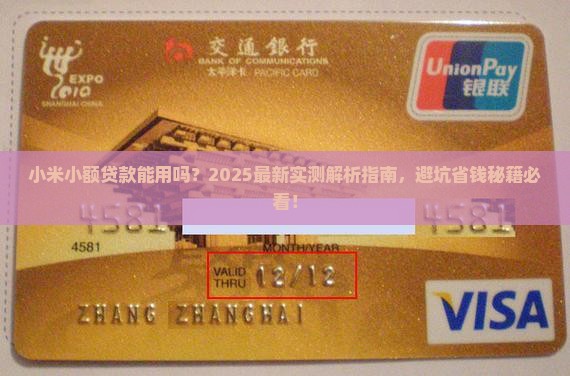 EXPO
2010
SHANGHAI CHINA
交通銀行
BANK OF COMMUNICATIONS
太平洋卡 PACIFIC CARD
UnionPay
银联
小米小额贷款能用吗？2025最新实测解析指南，避坑省钱秘籍必
看！
4581 4581
4581
MONTH/YEAR
VALID
THRU 12/12
ZHANG ZHANGHAI
VISA